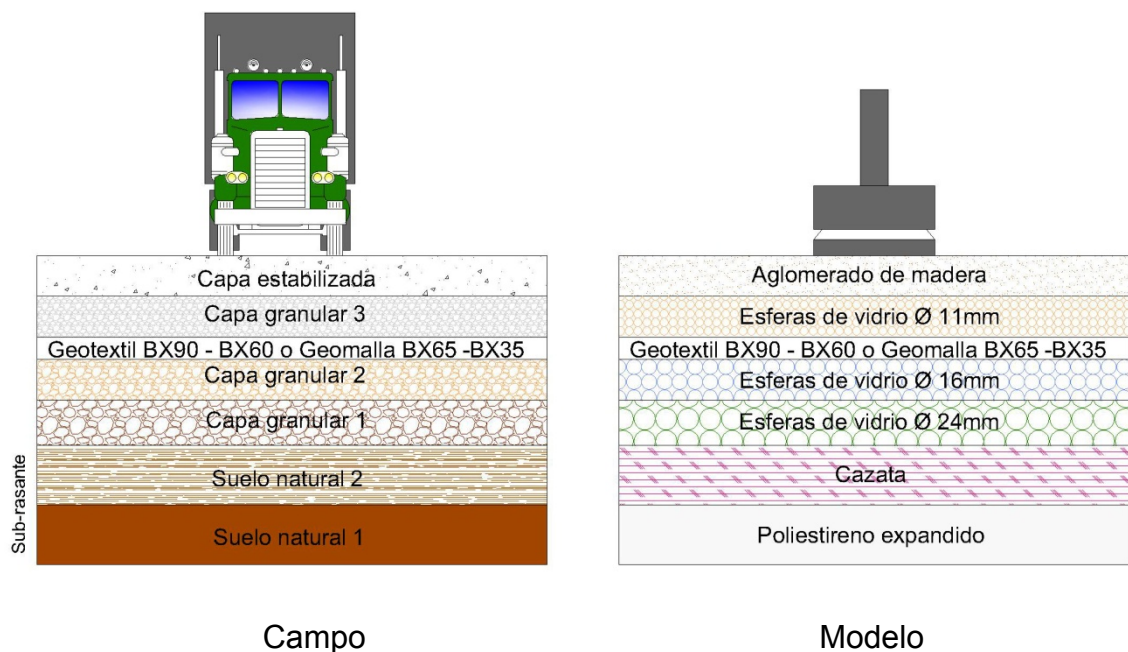 Capa estabilizada
Capa granular 3
Geotextil BX90 - BX60 o Geomalla BX65 -BX35
Capa granular 2
Capa granular 1
Suelo natural 2
Suelo natural 1
Sub-rasante
Campo
Aglomerado de madera
Esferas de vidrio Ø 11mm
Geotextil BX90 - BX60 o Geomalla BX65 -BX35
Esferas de vidrio Ø 16mm
Esferas de vidrio Ø 24mm
Cazata
Poliestireno expandido
Modelo